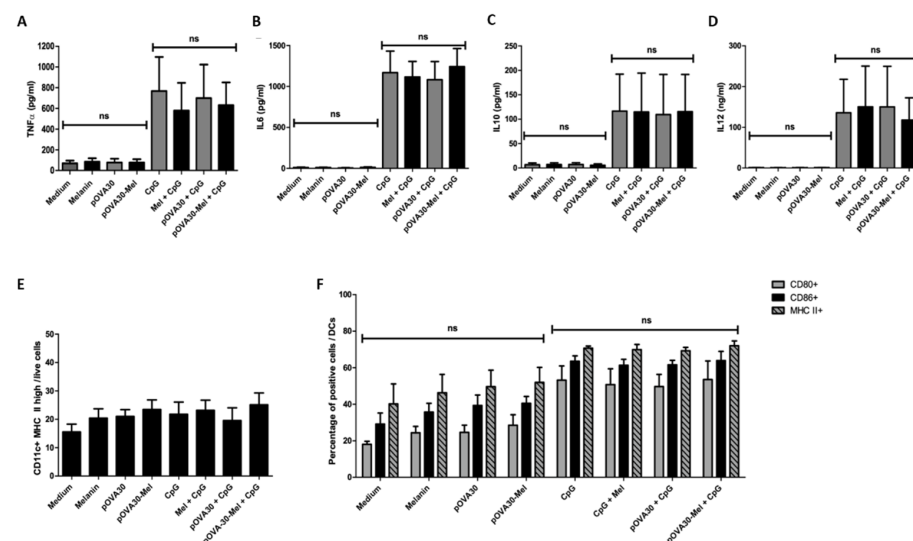 A
ns
1200
1000
800
600
400
200
0
TNFα (pg/ml)
ns
Medium
Melanin
pOVA30
pOVA30-Mel
CpG
Mel + CpG
pOVA30 + CpG
pOVA30-Mel + CpG
B
ns
1500
1000
500
0
IL6 (pg/ml)
ns
Medium
Melanin
pOVA30
pOVA30-Mel
CpG
Mel + CpG
pOVA30 + CpG
pOVA30-Mel + CpG
C
ns
250
200
150
100
50
0
IL10 (pg/ml)
ns
Medium
Melanin
pOVA30
pOVA30-Mel
CpG
Mel + CpG
pOVA30 + CpG
pOVA30-Mel + CpG
D
ns
300
200
100
0
IL12 (ng/ml)
ns
Medium
Melanin
pOVA30
pOVA30-Mel
CpG
Mel + CpG
pOVA30 + CpG
pOVA30-Mel + CpG
E
50
40
30
20
10
0
CD11c+ MHC II high /live cells
Medium
Melanin
pOVA30
pOVA30-Mel
CpG
Mel + CpG
pOVA30 + CpG
pOVA-30-Mel + CpG
F
100
80
60
40
20
0
Percentage of positive cells / DCs
ns
ns
Medium
Melanin
pOVA30
pOVA30-Mel
CpG
CpG + Mel
pOVA30 + CpG
pOVA30-Mel + CpG
CD80+
CD86+
MHC II+